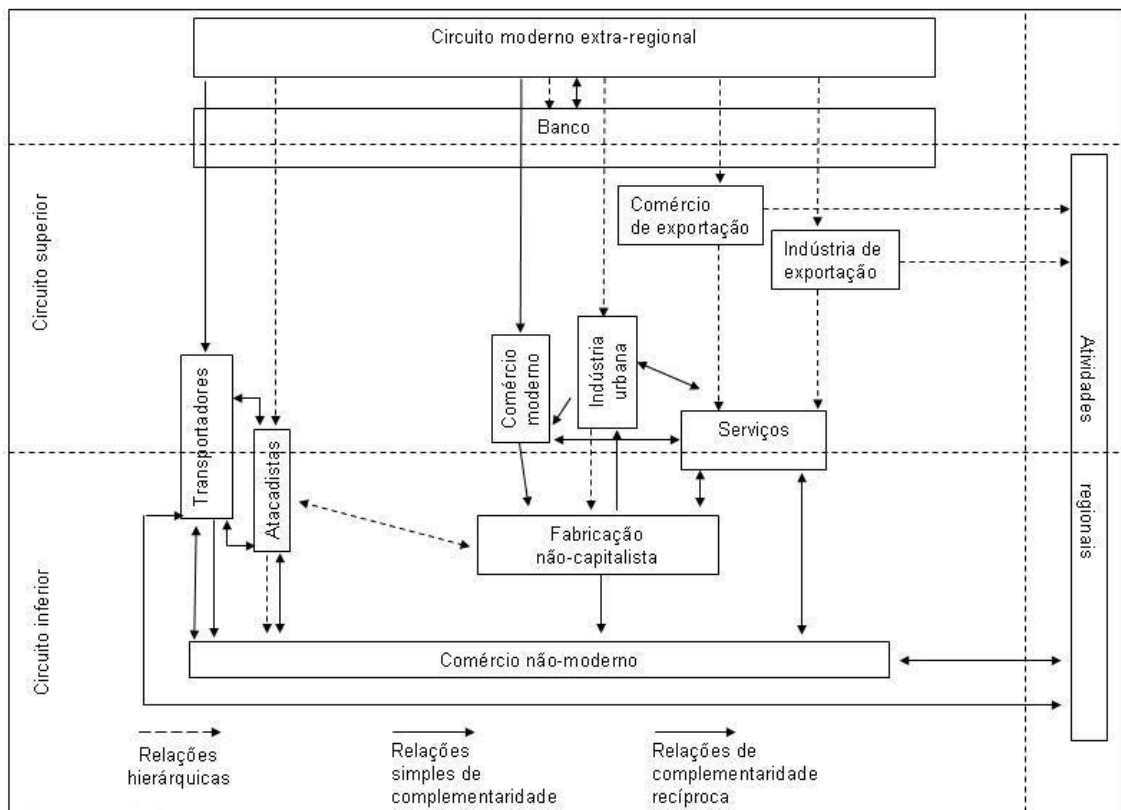 Circuito moderno extra-regional
Banco
Circuito superior
Comércio
de exportação
Indústria de
exportação
Transportadores
Atacadistas
Comércio
moderno
Indústria
urbana
Serviços
Atividades
regionais
Circuito inferior
Fabricação
não-capitalista
Comércio não-moderno
Relações
hierárquicas
Relações
simples de
complementaridade
Relações de
complementaridade
recíproca